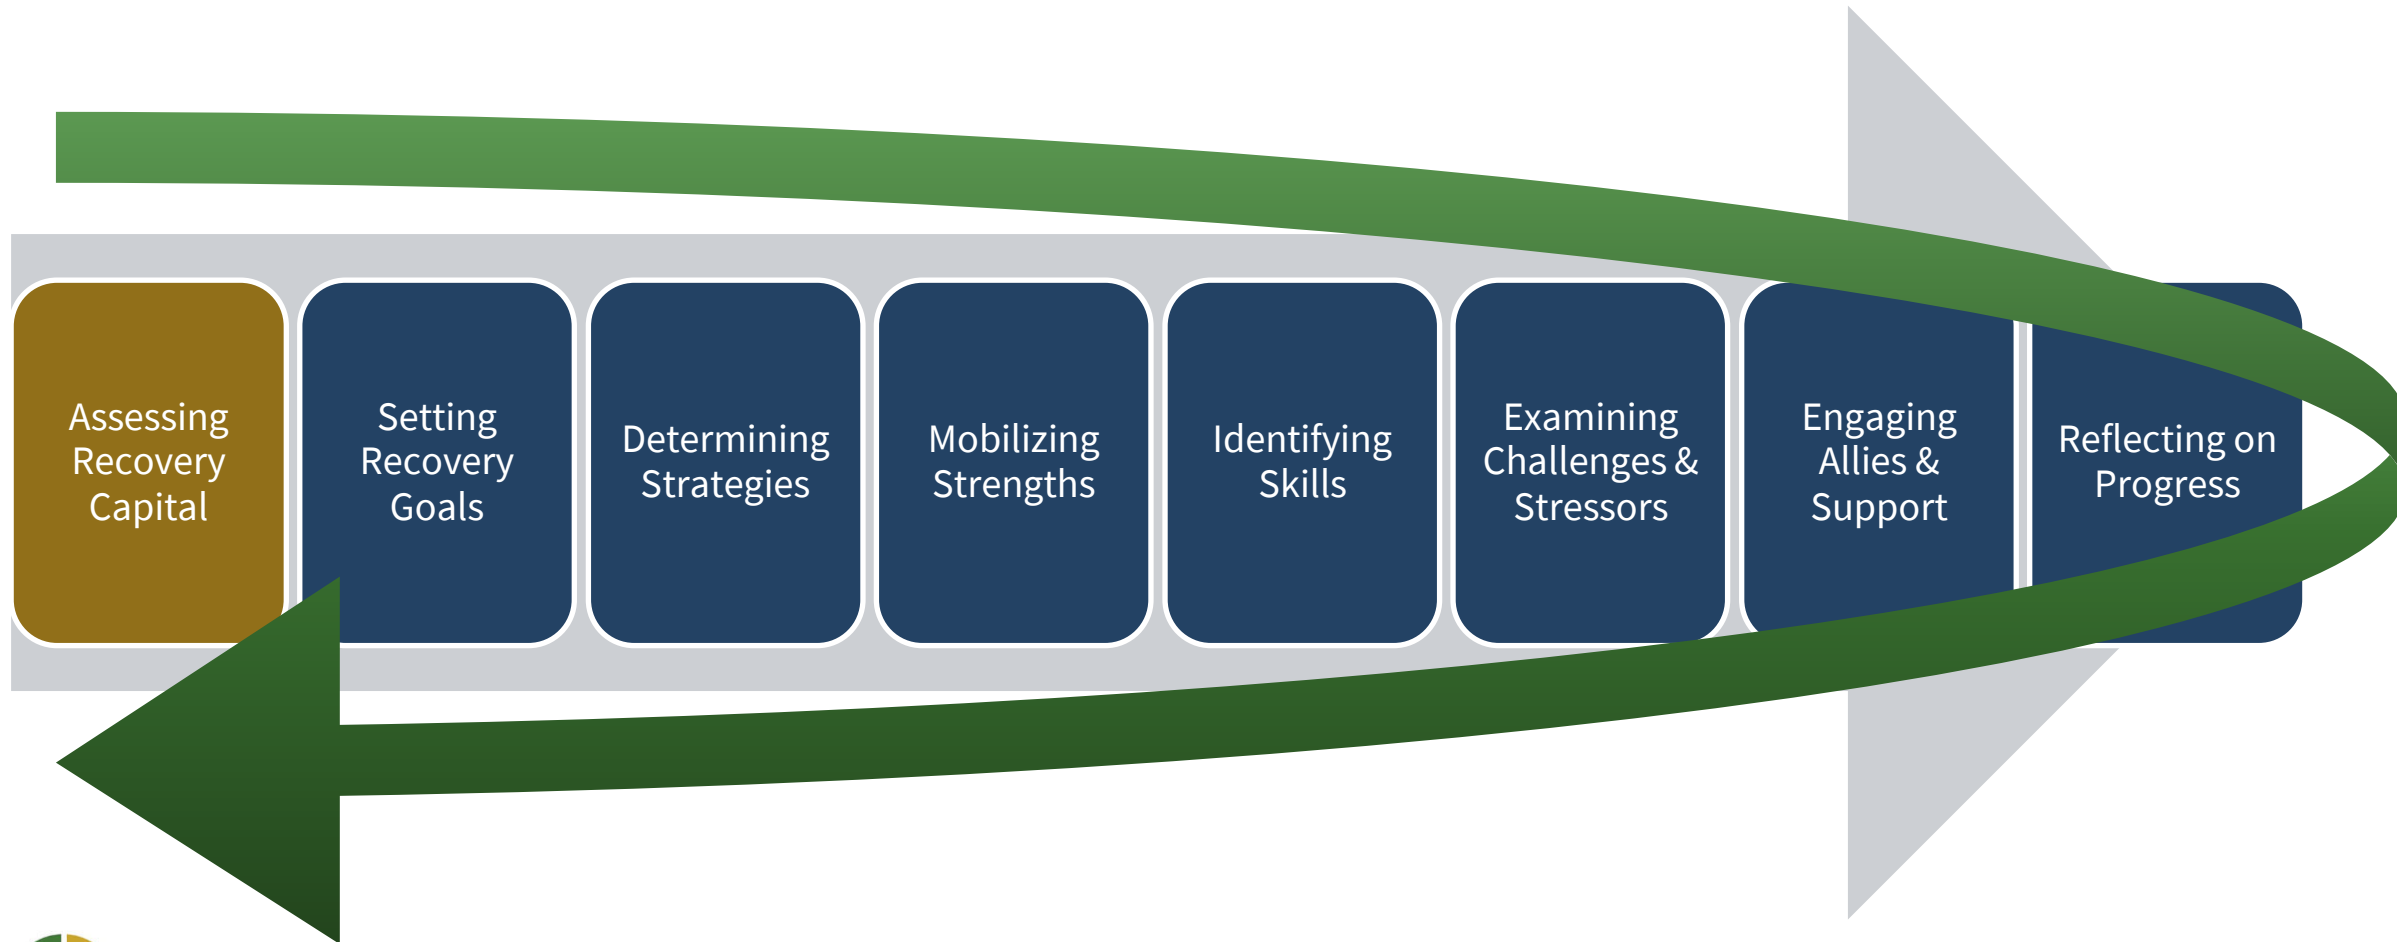 Assessing
Recovery
Capital
Setting
Recovery
Goals
Determining
Strategies
Mobilizing
Strengths
Identifying
Skills
Examining
Challenges &
Stressors
Engaging
Allies &
Support
Reflecting on
Progress